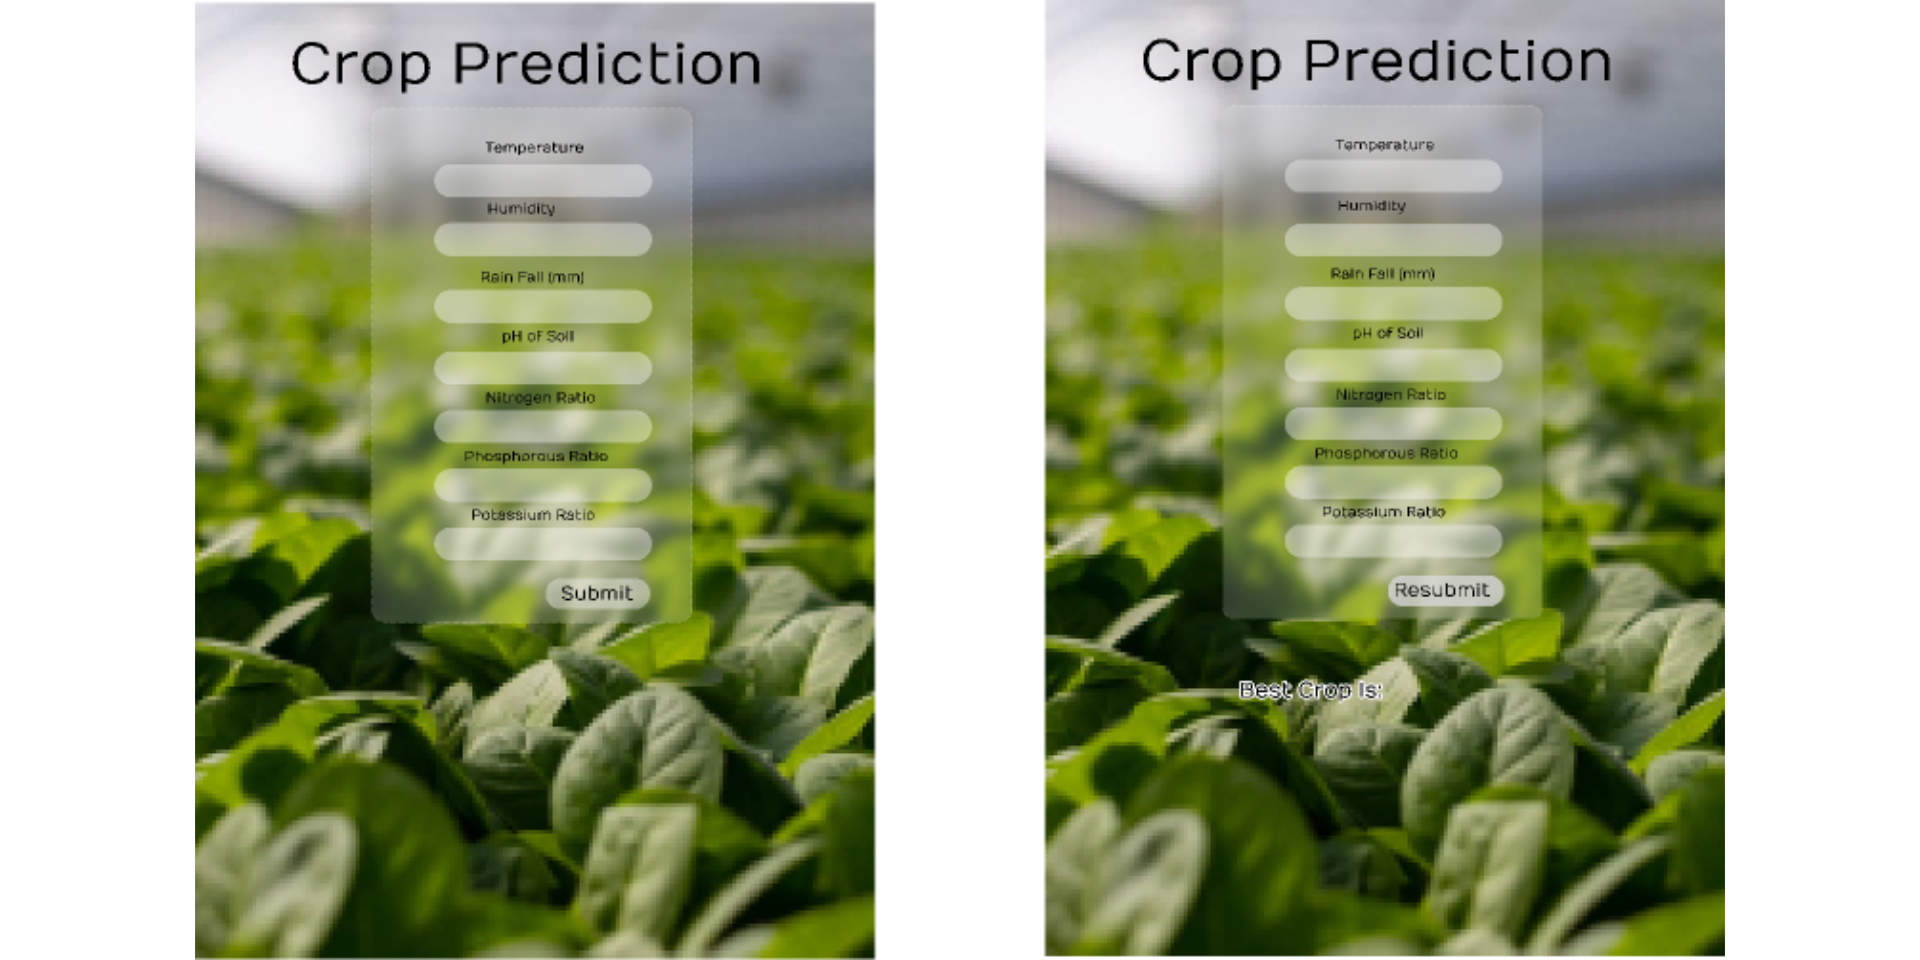 Crop Prediction
Temperature
Humidity
Rain Fall (mm)
pH of Soil
Nitrogen Ratio
Phosphorous Ratio
Potassium Ratio
Submit
Crop Prediction
Temperature
Humidity
Rain Fall (mm)
pH of Soil
Nitrogen Ratio
Phosphorous Ratio
Potassium Ratio
Resubmit
Best Crop Is: